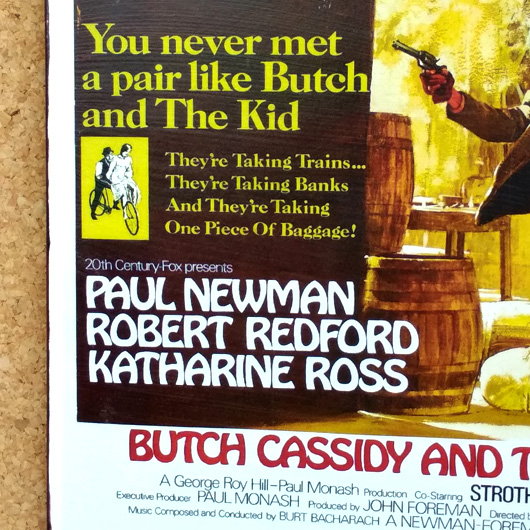 You never met
a pair like Butch
and The Kid
They're Taking Trains...
They're Taking Banks
And They're Taking
One Piece Of Baggage!
20th Century-Fox presents
PAUL NEWMAN
ROBERT REDFORD
KATHARINE ROSS
BUTCH CASSIDY AND T
A George Roy Hill-Paul Monash Production Co-Starring STROTH
Executive Producer PAUL MONASH Produced by JOHN FOREMAN Directed b
Music Composed and Conducted by BURT BACHARACH A NEWMAN-FOREM